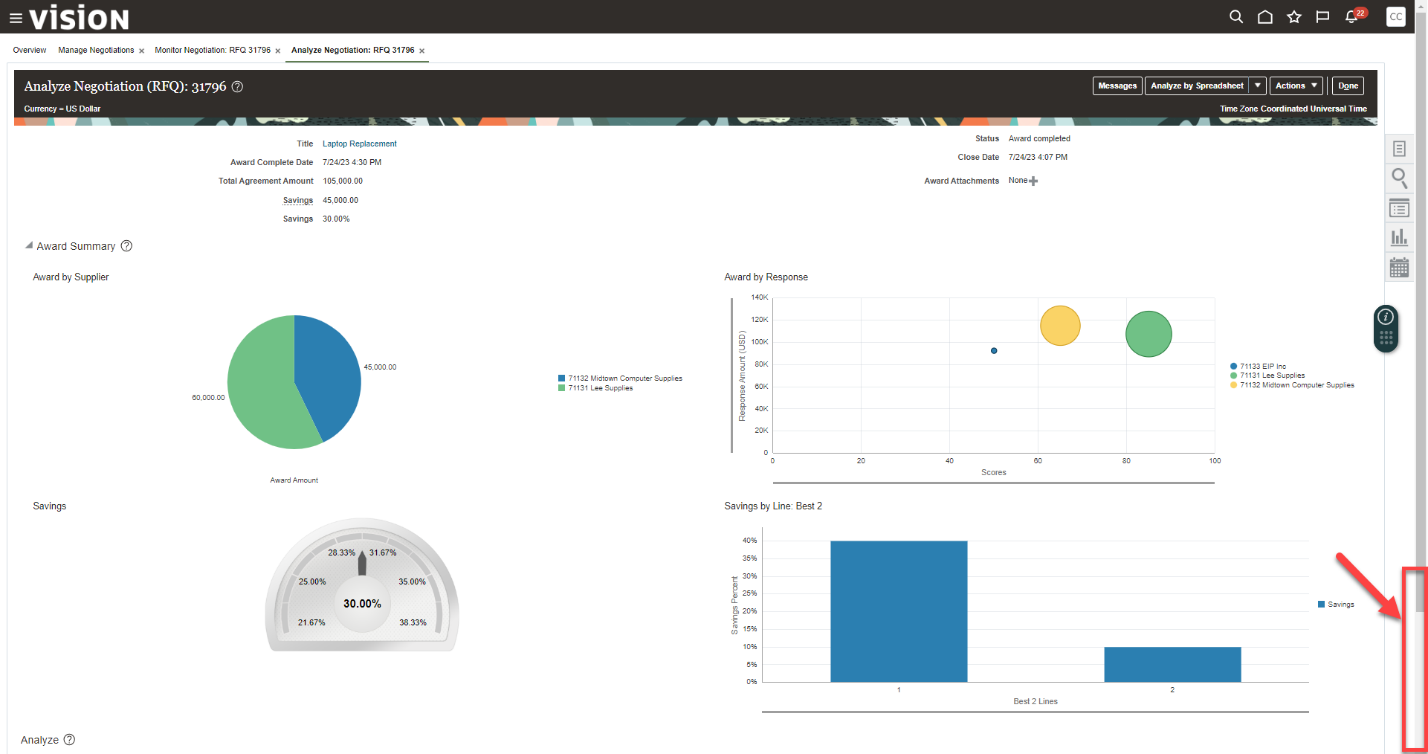 vision
22
CC
Overview Manage Negotiations × Monitor Negotiation: RFQ 31796 × Analyze Negotiation: RFQ 31796 ×
Analyze Negotiation (RFQ): 31796 ?
Messages Analyze by Spreadsheet ▼ Actions ▼ Done
Currency = US Dollar
Time Zone Coordinated Universal Time
Title Laptop Replacement
Award Complete Date 7/24/23 4:30 PM
Total Agreement Amount 105,000.00
Savings 45,000.00
Savings 30.00%
Status Award completed
Close Date 7/24/23 4:07 PM
Award Attachments None
Award Summary ?
Award by Supplier
45,000.00
60,000.00
71132 Midtown Computer Supplies
71131 Lee Supplies
Award Amount
Award by Response
Response Amount (USD)
140K
120K
100K
80K
60K
40K
20K
0
0 20 40 60 80 100
Scores
71133 EIP Inc
71131 Lee Supplies
71132 Midtown Computer Supplies
Savings
28.33% 31.67%
25.00% 35.00%
30.00%
21.67% 38.33%
Savings by Line: Best 2
Savings Percent
40%
35%
30%
25%
20%
15%
10%
5%
0%
1 2
Best 2 Lines
Savings
Analyze ?